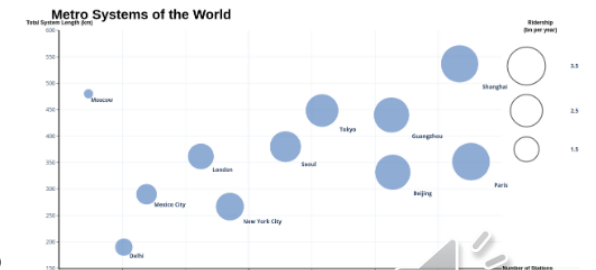 Metro Systems of the World
Total System Length (km)
Ridership
(bn per year)
600
550
500
450
400
350
300
250
200
150
Moscow
Delhi
Mexico City
London
New York City
Seoul
Tokyo
Guangzhou
Beijing
Shanghai
Paris
3.5
2.5
1.5
Number of Stations